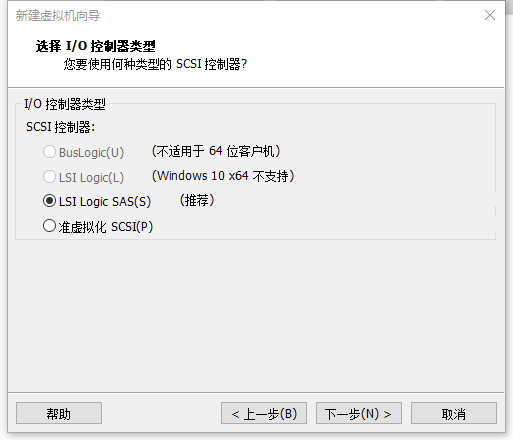 新建虚拟机向导
选择 I/O 控制器类型
您要使用何种类型的 SCSI 控制器?
I/O 控制器类型
SCSI 控制器:
BusLogic(U) (不适用于 64 位客户机)
LSI Logic(L) (Windows 10 x64 不支持)
LSI Logic SAS(S) (推荐)
准虚拟化 SCSI(P)
帮助 < 上一步(B) 下一步(N) > 取消